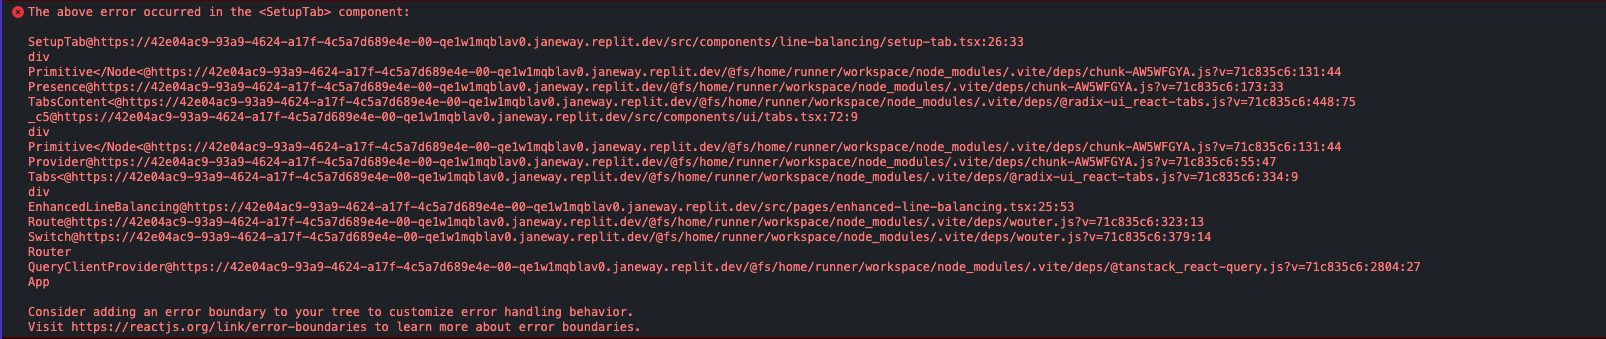 The above error occurred in the <SetupTab> component:
SetupTab@https://42e04ac9-93a9-4624-a17f-4c5a7d689e4e-00-qe1w1mqblav0.janeway.replit.dev/src/components/line-balancing/setup-tab.tsx:26:33
div
Primitive</Node<@https://42e04ac9-93a9-4624-a17f-4c5a7d689e4e-00-qe1w1mqblav0.janeway.replit.dev/@fs/home/runner/workspace/node_modules/.vite/deps/chunk-AW5WFGYA.js?v=71c835c6:131:44
Presence@https://42e04ac9-93a9-4624-a17f-4c5a7d689e4e-00-qe1w1mqblav0.janeway.replit.dev/@fs/home/runner/workspace/node_modules/.vite/deps/chunk-AW5WFGYA.js?v=71c835c6:173:33
TabsContent<@https://42e04ac9-93a9-4624-a17f-4c5a7d689e4e-00-qe1w1mqblav0.janeway.replit.dev/@fs/home/runner/workspace/node_modules/.vite/deps/@radix-ui_react-tabs.js?v=71c835c6:448:75
_c5@https://42e04ac9-93a9-4624-a17f-4c5a7d689e4e-00-qe1w1mqblav0.janeway.replit.dev/src/components/ui/tabs.tsx:72:9
div
Primitive</Node<@https://42e04ac9-93a9-4624-a17f-4c5a7d689e4e-00-qe1w1mqblav0.janeway.replit.dev/@fs/home/runner/workspace/node_modules/.vite/deps/chunk-AW5WFGYA.js?v=71c835c6:131:44
Provider@https://42e04ac9-93a9-4624-a17f-4c5a7d689e4e-00-qe1w1mqblav0.janeway.replit.dev/@fs/home/runner/workspace/node_modules/.vite/deps/chunk-AW5WFGYA.js?v=71c835c6:55:47
Tabs<@https://42e04ac9-93a9-4624-a17f-4c5a7d689e4e-00-qe1w1mqblav0.janeway.replit.dev/@fs/home/runner/workspace/node_modules/.vite/deps/@radix-ui_react-tabs.js?v=71c835c6:334:9
div
EnhancedLineBalancing@https://42e04ac9-93a9-4624-a17f-4c5a7d689e4e-00-qe1w1mqblav0.janeway.replit.dev/src/pages/enhanced-line-balancing.tsx:25:53
Route@https://42e04ac9-93a9-4624-a17f-4c5a7d689e4e-00-qe1w1mqblav0.janeway.replit.dev/@fs/home/runner/workspace/node_modules/.vite/deps/wouter.js?v=71c835c6:323:13
Switch@https://42e04ac9-93a9-4624-a17f-4c5a7d689e4e-00-qe1w1mqblav0.janeway.replit.dev/@fs/home/runner/workspace/node_modules/.vite/deps/wouter.js?v=71c835c6:379:14
Router
QueryClientProvider@https://42e04ac9-93a9-4624-a17f-4c5a7d689e4e-00-qe1w1mqblav0.janeway.replit.dev/@fs/home/runner/workspace/node_modules/.vite/deps/@tanstack_react-query.js?v=71c835c6:2804:27
App
Consider adding an error boundary to your tree to customize error handling behavior.
Visit https://reactjs.org/link/error-boundaries to learn more about error boundaries.